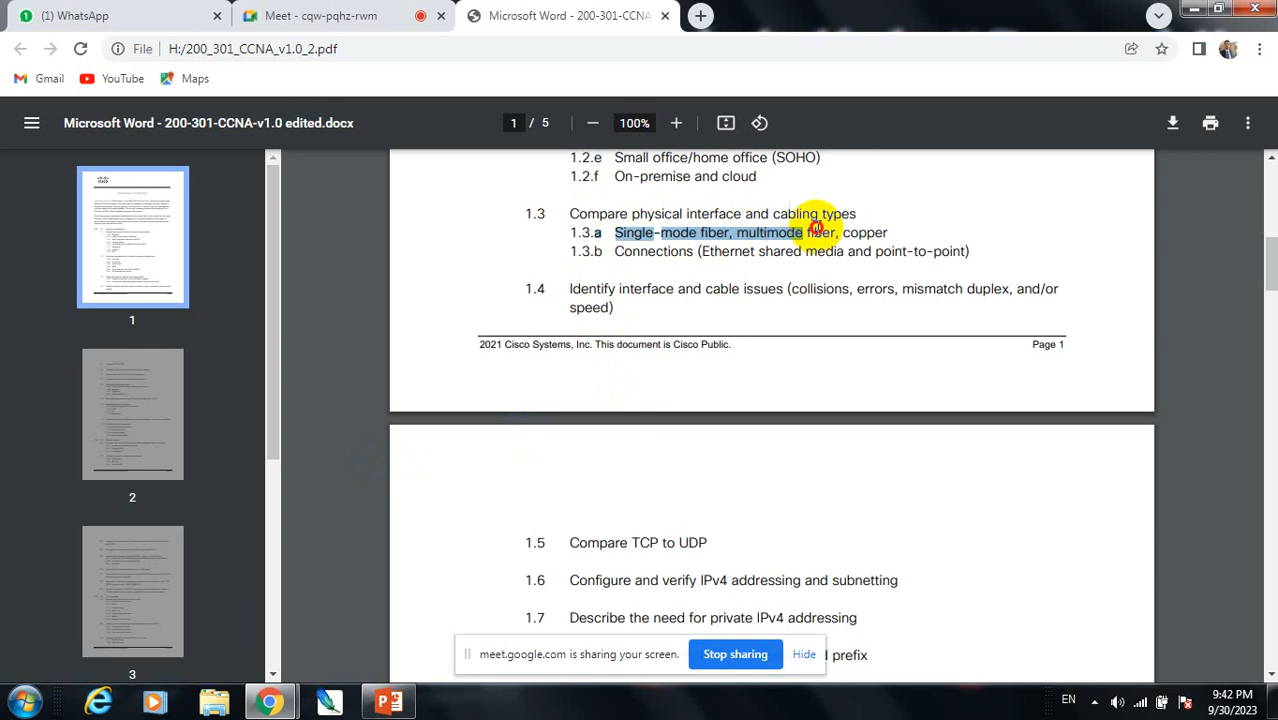 (1) WhatsApp
Meet - cqw-pqhz-rwm
Microsoft Word - 200-301-CCNA
File
H:/200_301_CCNA_v1.0_2.pdf
Gmail
YouTube
Maps
Microsoft Word - 200-301-CCNA-v1.0 edited.docx
1 / 5
100%
1.2.e Small office/home office (SOHO)
1.2.f On-premise and cloud
1.3 Compare physical interface and cabling types
1.3.a Single-mode fiber, multimode fiber, copper
1.3.b Connections (Ethernet shared media and point-to-point)
1.4 Identify interface and cable issues (collisions, errors, mismatch duplex, and/or
speed)
2021 Cisco Systems, Inc. This document is Cisco Public.
Page 1
1
2
3
1.5 Compare TCP to UDP
1.6 Configure and verify IPv4 addressing and subnetting
1.7 Describe the need for private IPv4 addressing
prefix
meet.google.com is sharing your screen.
Stop sharing
Hide
EN
9:42 PM
9/30/2023